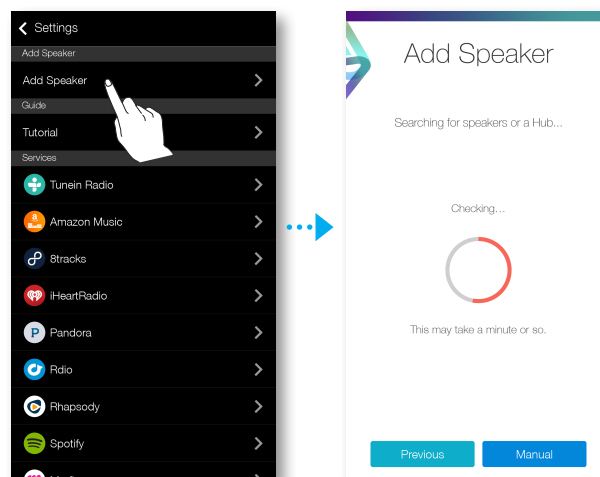 Settings
Add Speaker
Add Speaker
Guide
Tutorial
Services
Tunein Radio
Amazon Music
8tracks
iHeartRadio
P Pandora
Rdio
Rhapsody
Spotify
Add Speaker
Searching for speakers or a Hub...
Checking...
This may take a minute or so.
Previous
Manual